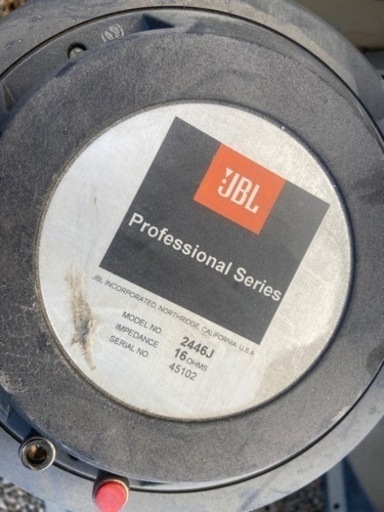 JBL
Professional Series
JBL INCORPORATED, NORTHRIDGE, CALIFORNIA U.S.A.
MODEL NO. 2446J
IMPEDANCE 16 OHMS
SERIAL NO. 45102